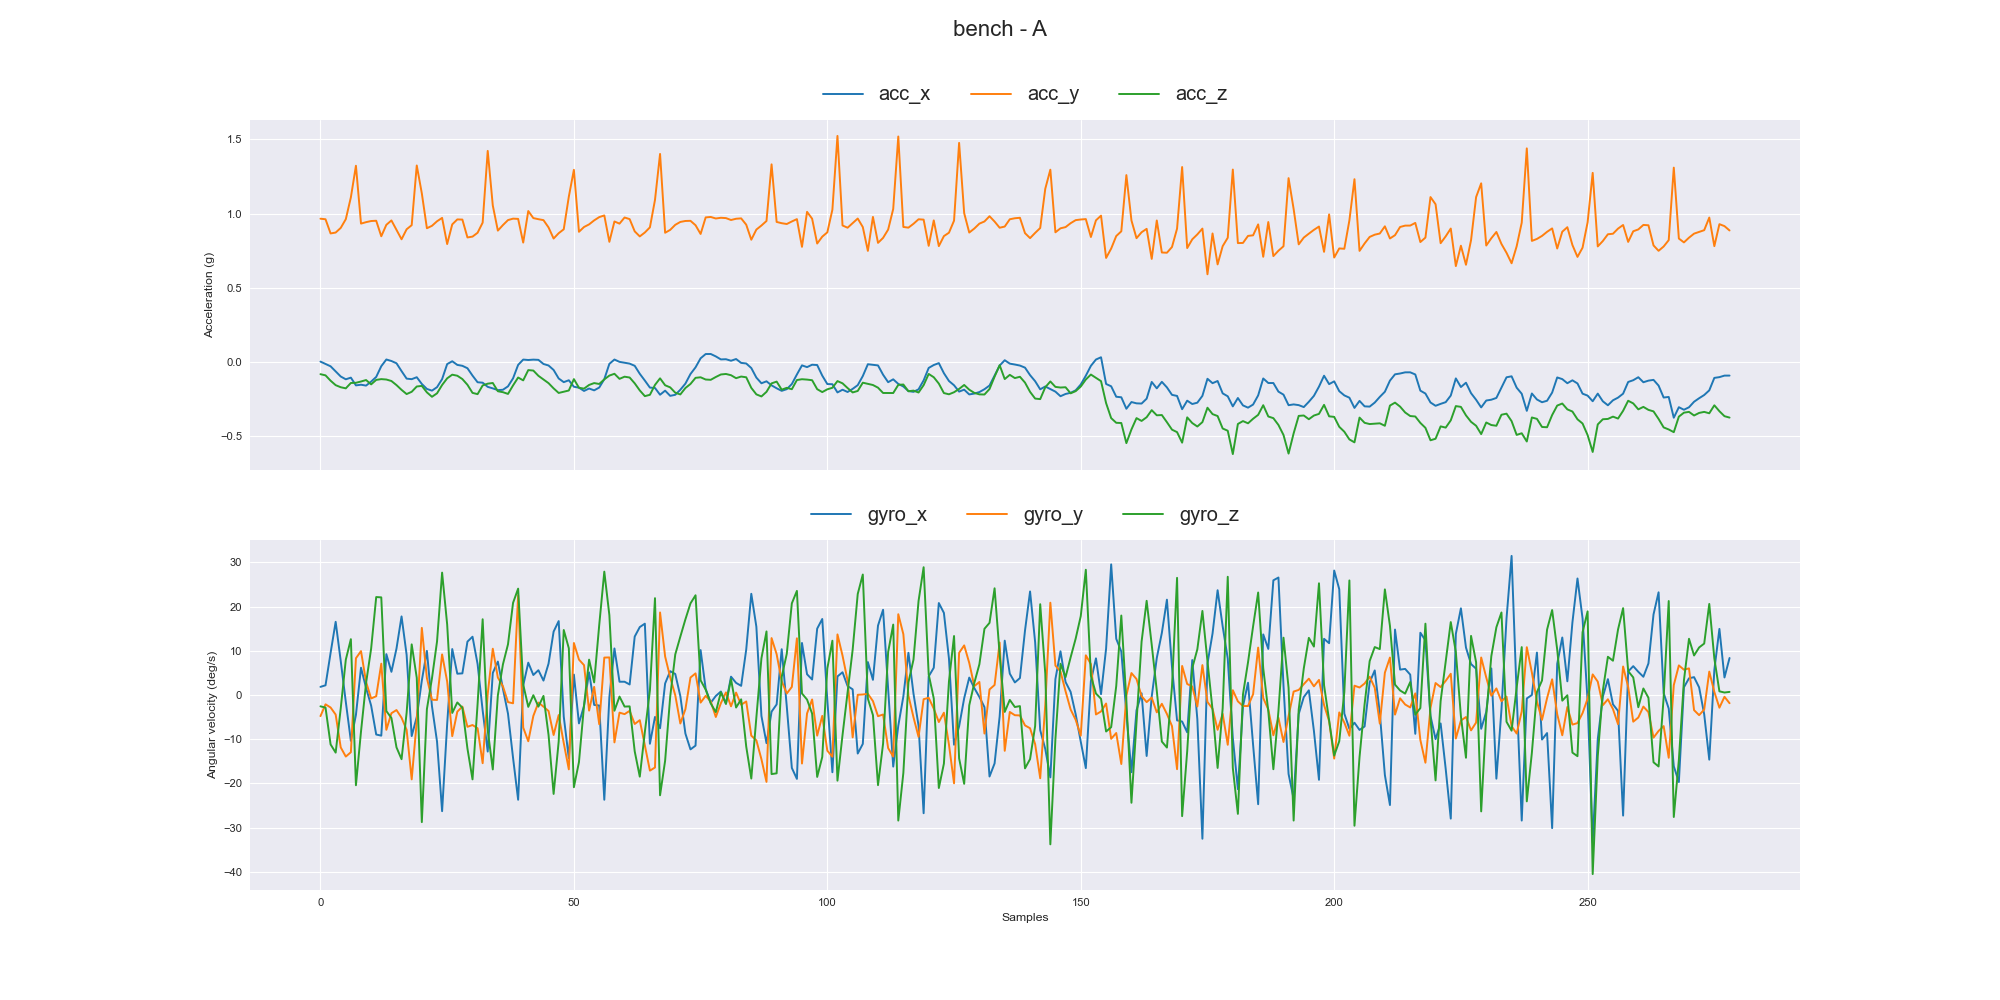 bench - A
acc_x acc_y acc_z
1.5
1.0
0.5
0.0
−0.5
Acceleration (g)
gyro_x gyro_y gyro_z
30
20
10
0
−10
−20
−30
−40
Angular velocity (deg/s)
0 50 100 150 200 250
Samples